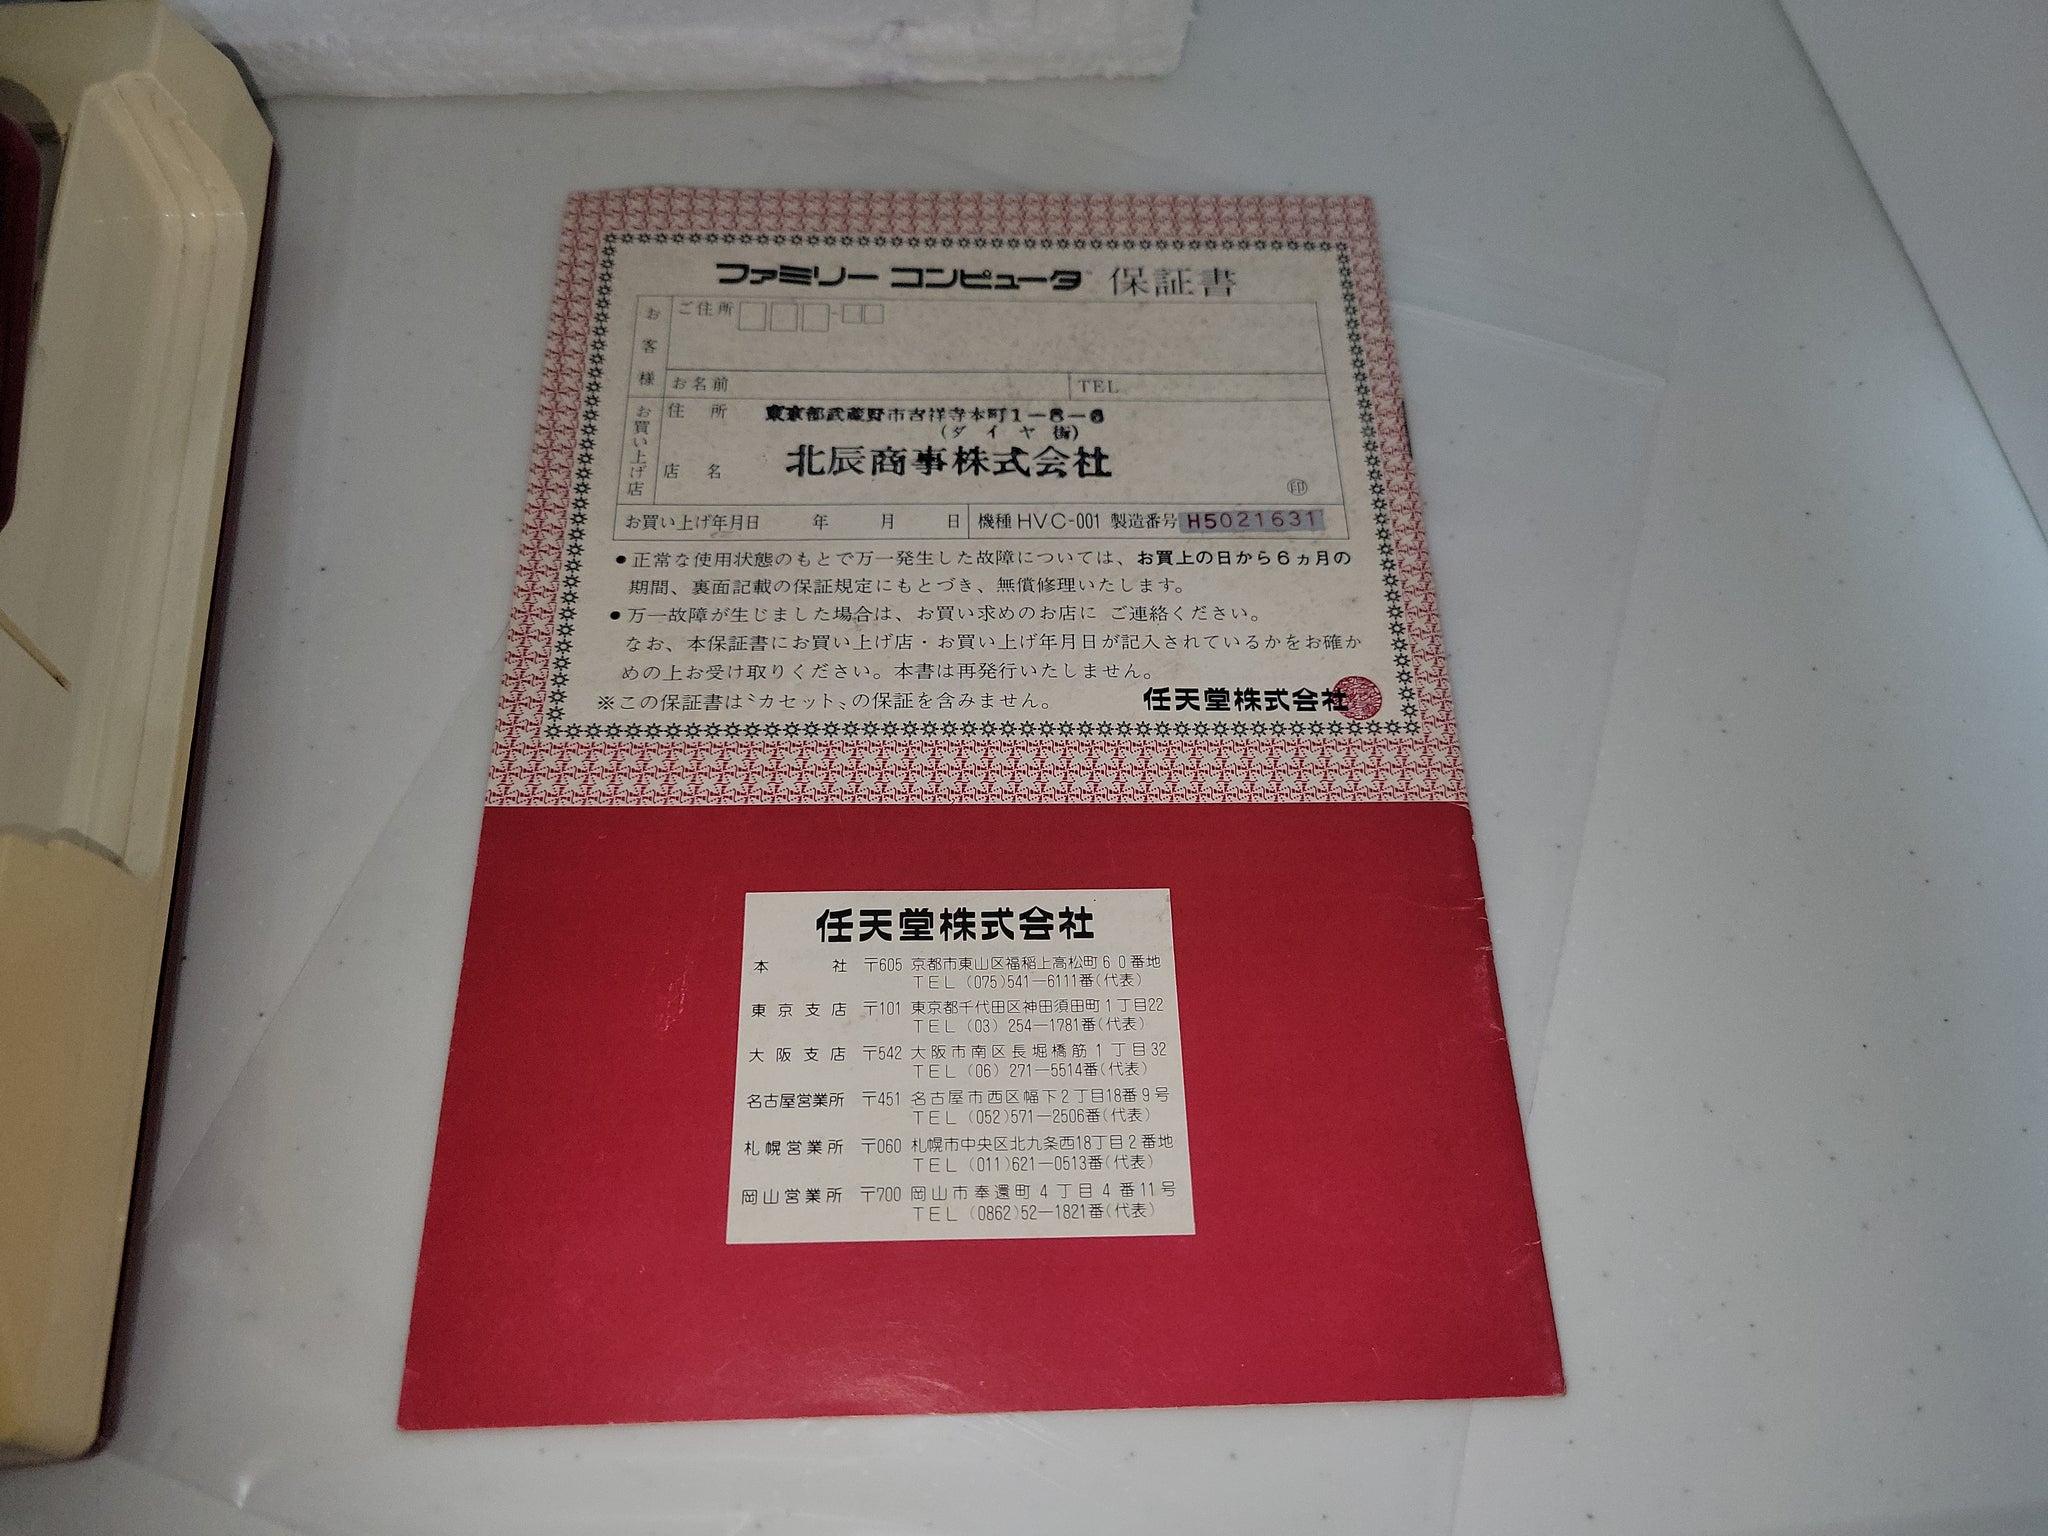 ファミリー コンピュータ 保証書
お客様
ご住所
お名前
TEL
お買い上げ店
住所
東京都武蔵野市吉祥寺本町1-8-6
(ダイヤ街)
店名
北辰商事株式会社
印
お買い上げ年月日 年 月 日 機種 HVC-001 製造番号 H5021631
●正常な使用状態のもとで万一発生した故障については、お買上の日から6ヵ月の
期間、裏面記載の保証規定にもとづき、無償修理いたします。
●万一故障が生じました場合は、お買い求めのお店に ご連絡ください。
なお、本保証書にお買い上げ店・お買い上げ年月日が記入されているかをお確か
めの上お受け取りください。本書は再発行いたしません。
※この保証書は〝カセット〟の保証を含みません。
任天堂株式会社
任天堂株式会社
本社 〒605 京都市東山区福稲上高松町60番地
TEL (075)541-6111番(代表)
東京支店 〒101 東京都千代田区神田須田町1丁目22
TEL (03) 254-1781番(代表)
大阪支店 〒542 大阪市南区長堀橋筋1丁目32
TEL (06) 271-5514番(代表)
名古屋営業所 〒451 名古屋市西区幅下2丁目18番9号
TEL (052)571-2506番(代表)
札幌営業所 〒060 札幌市中央区北九条西18丁目2番地
TEL (011)621-0513番(代表)
岡山営業所 〒700 岡山市奉還町4丁目4番11号
TEL (0862)52-1821番(代表)